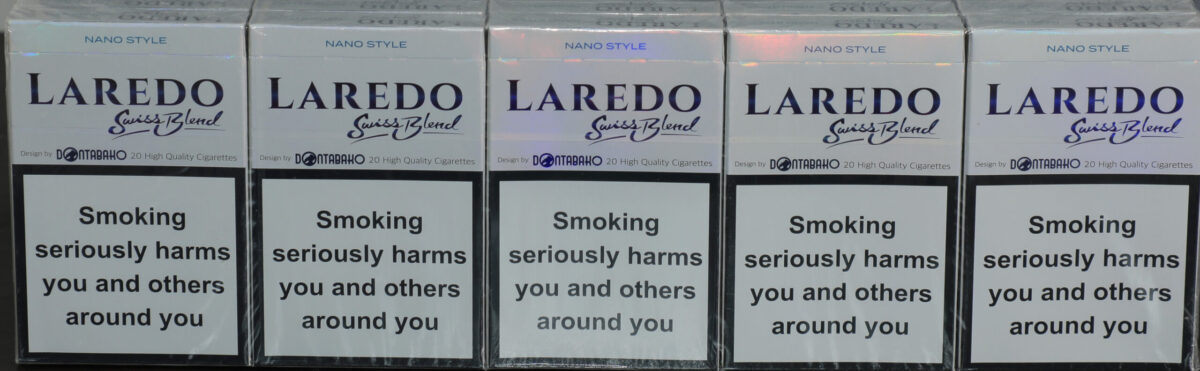 NANO STYLE
LAREDO
Swiss Blend
Design by DONTABAKO 20 High Quality Cigarettes
Smoking
seriously harms
you and others
around you
NANO STYLE
LAREDO
Swiss Blend
Design by DONTABAKO 20 High Quality Cigarettes
Smoking
seriously harms
you and others
around you
NANO STYLE
LAREDO
Swiss Blend
Design by DONTABAKO 20 High Quality Cigarettes
Smoking
seriously harms
you and others
around you
NANO STYLE
LAREDO
Swiss Blend
Design by DONTABAKO 20 High Quality Cigarettes
Smoking
seriously harms
you and others
around you
NANO STYLE
LAREDO
Swiss Blend
Design by DONTABAKO 20 High Quality Cigarettes
Smoking
seriously harms
you and others
around you